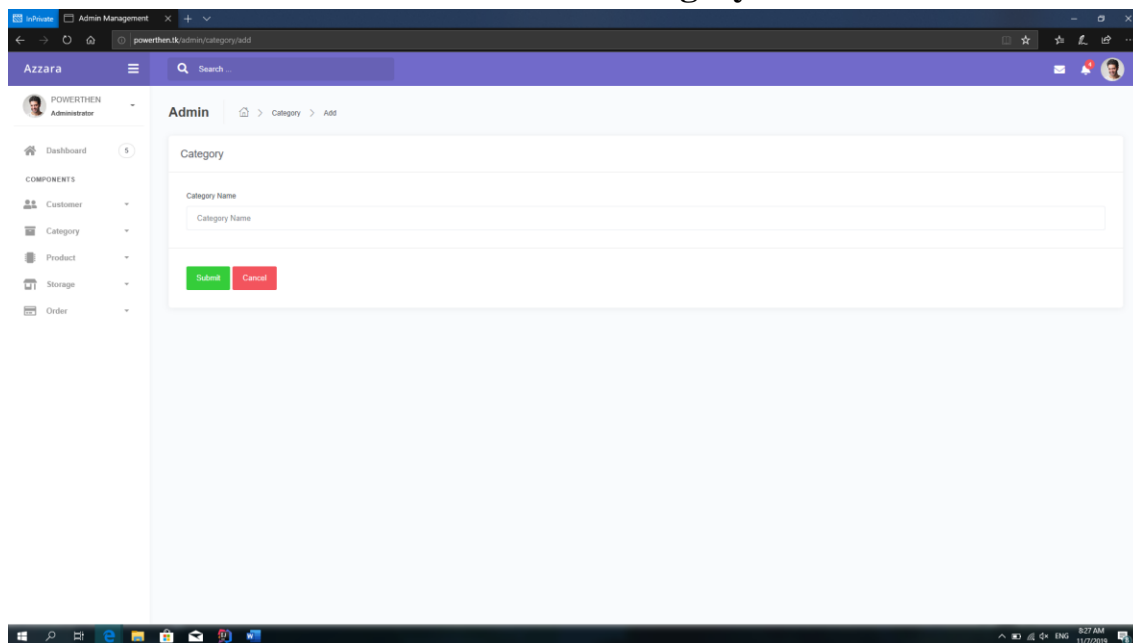 InPrivate Admin Management
powerthen.tk/admin/category/add
Azzara
Search ...
4
POWERTHEN
Administrator
Admin
Category > Add
Dashboard 5
Category
COMPONENTS
Category Name
Customer
Category Name
Category
Product
Submit Cancel
Storage
Order
ENG
8:27 AM
11/7/2019